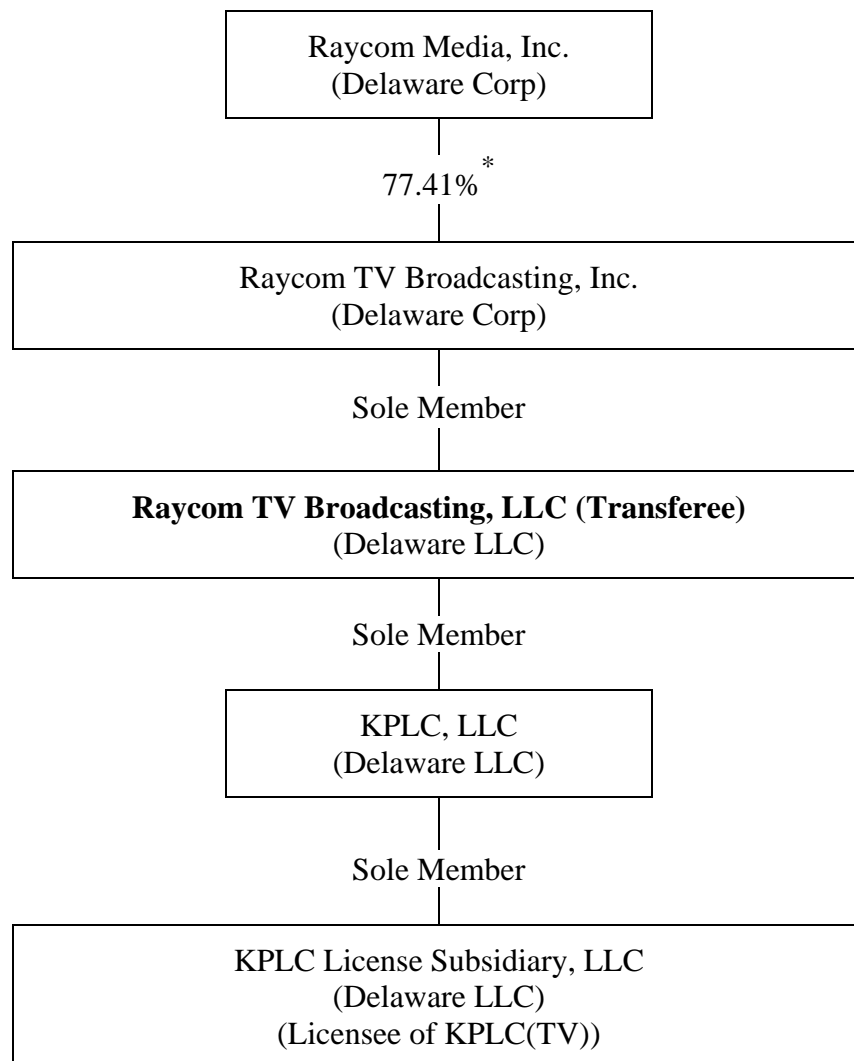 Raycom Media, Inc.
(Delaware Corp)
77.41%*
Raycom TV Broadcasting, Inc.
(Delaware Corp)
Sole Member
Raycom TV Broadcasting, LLC (Transferee)
(Delaware LLC)
Sole Member
KPLC, LLC
(Delaware LLC)
Sole Member
KPLC License Subsidiary, LLC
(Delaware LLC)
(Licensee of KPLC(TV))